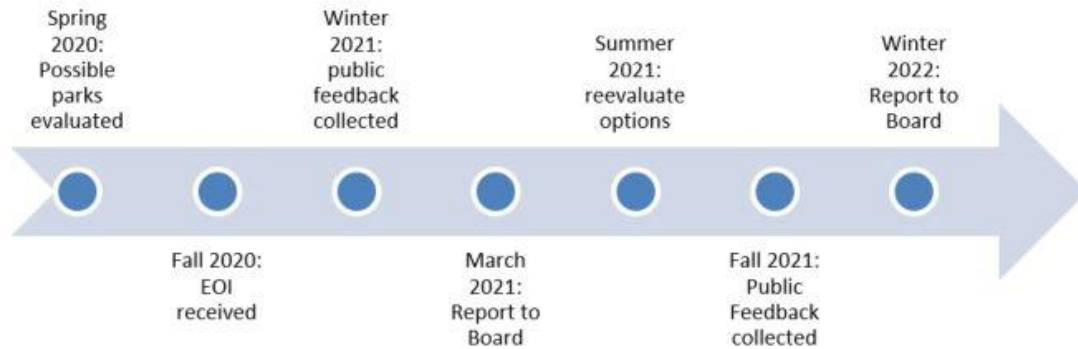 Spring
2020:
Possible
parks
evaluated
Fall 2020:
EOI
received
Winter
2021:
public
feedback
collected
March
2021:
Report to
Board
Summer
2021:
reevaluate
options
Fall 2021:
Public
Feedback
collected
Winter
2022:
Report to
Board